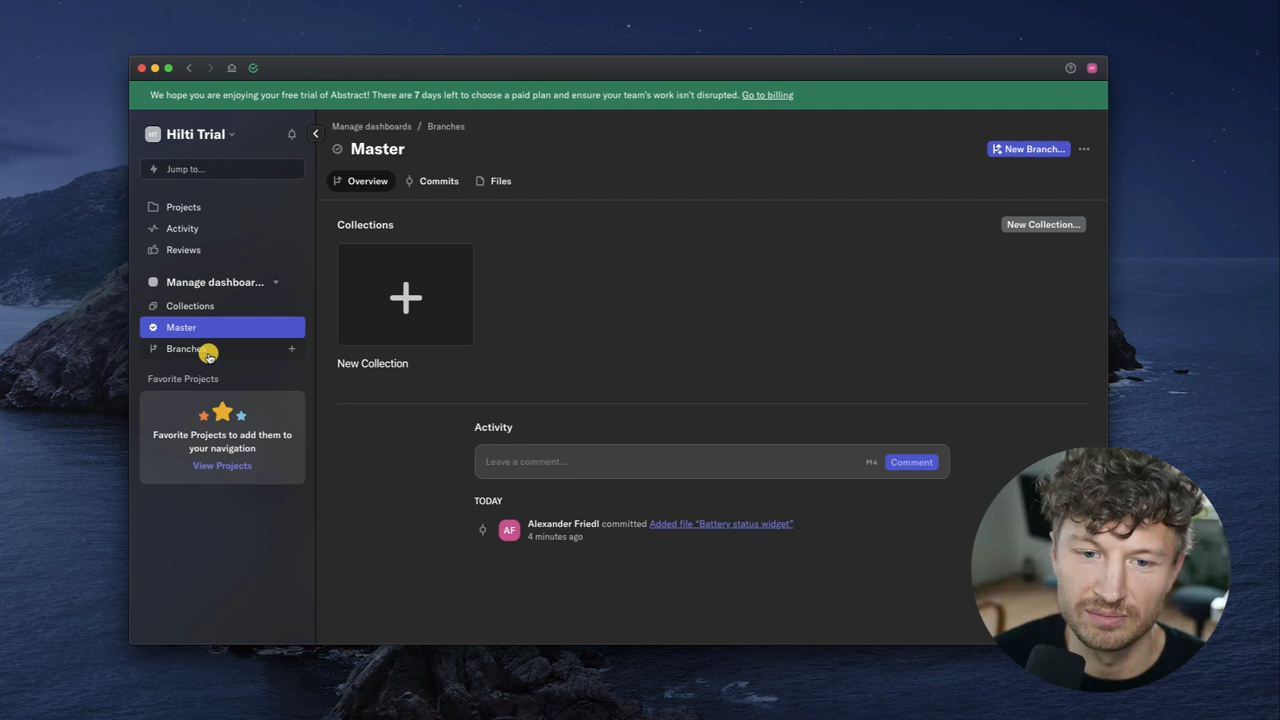 We hope you are enjoying your free trial of Abstract! There are 7 days left to choose a paid plan and ensure your team's work isn't disrupted. Go to billing
HT Hilti Trial
Jump to...
Projects
Activity
Reviews
Manage dashboar...
Collections
Master
Branche
Favorite Projects
Favorite Projects to add them to
your navigation
View Projects
Manage dashboards / Branches
Master
New Branch...
Overview
Commits
Files
Collections
New Collection...
New Collection
Activity
Leave a comment...
M↓
Comment
TODAY
AF
Alexander Friedl committed Added file “Battery status widget”
4 minutes ago